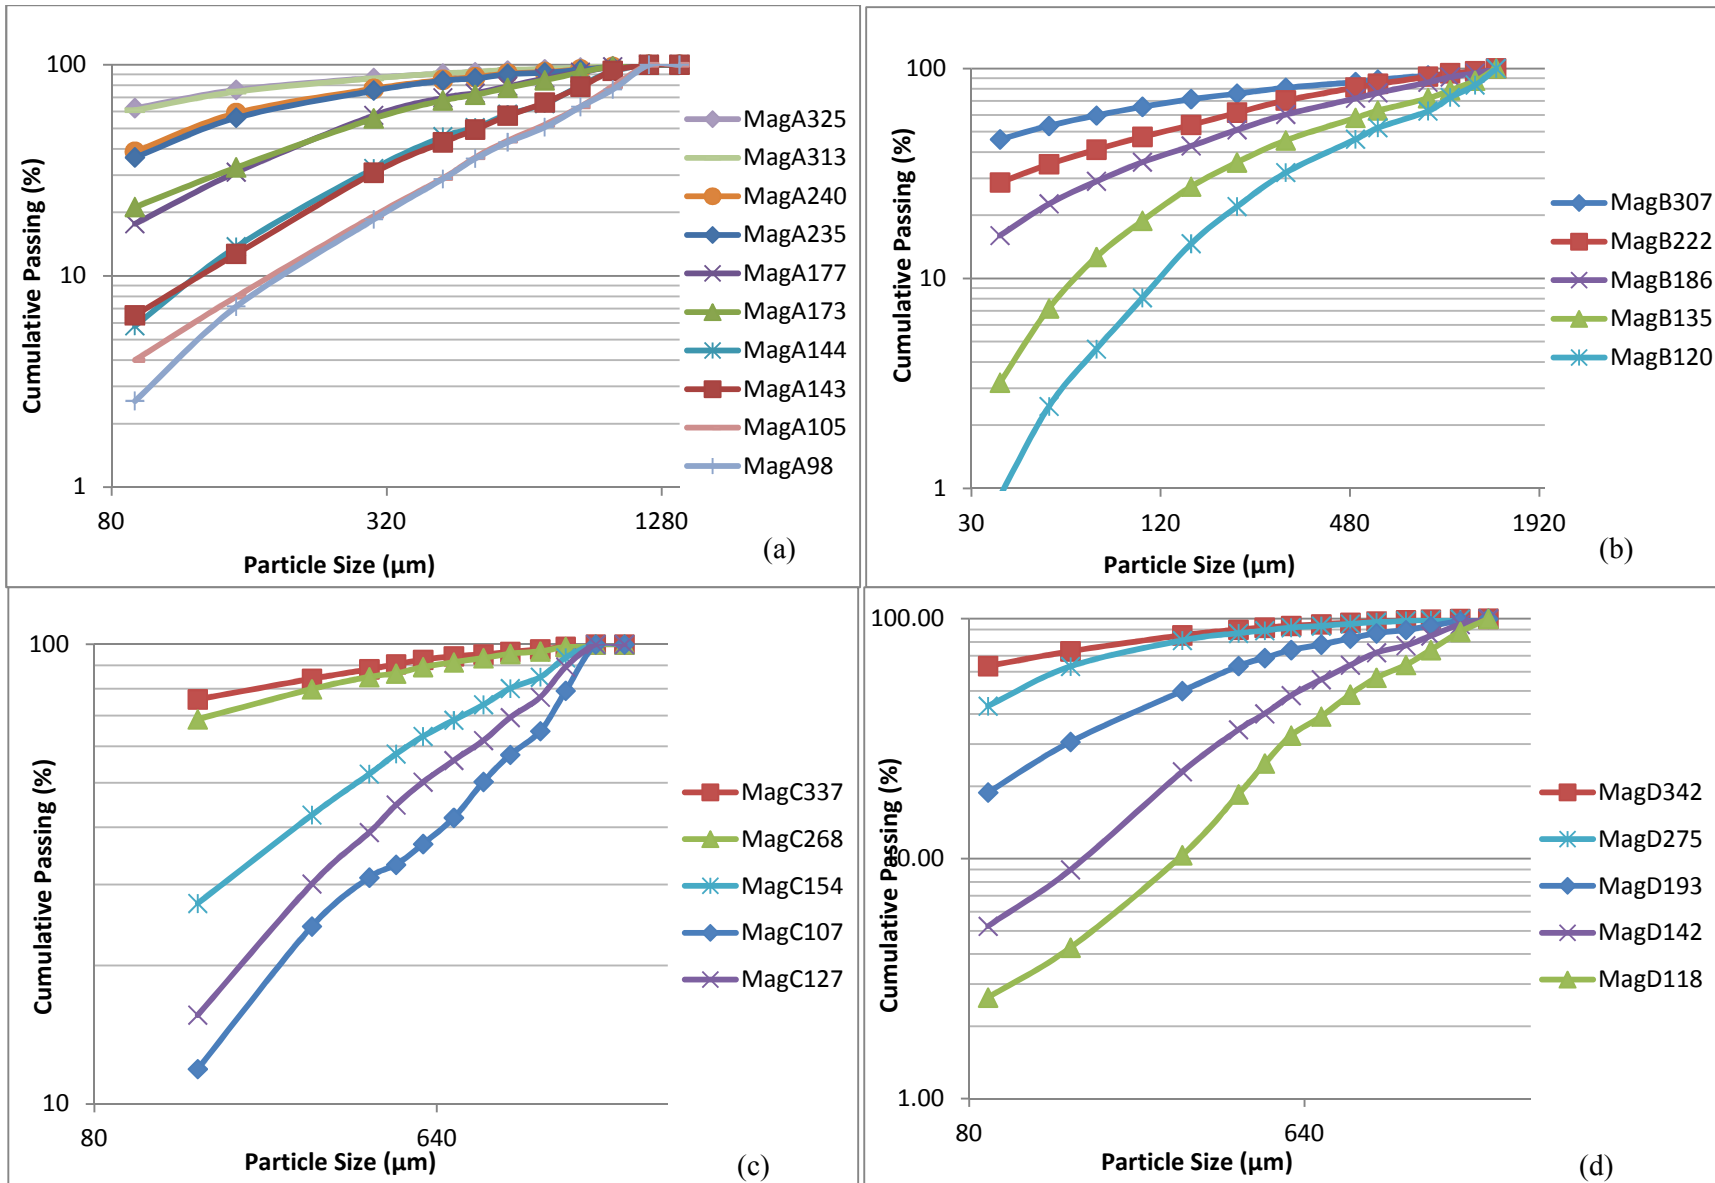 100
10
1
80
320
1280
Cumulative Passing (%)
Particle Size (µm)
MagA325
MagA313
MagA240
MagA235
MagA177
MagA173
MagA144
MagA143
MagA105
MagA98
(a)
100
10
1
30
120
480
1920
Cumulative Passing (%)
Particle Size (µm)
MagB307
MagB222
MagB186
MagB135
MagB120
(b)
100
10
80
640
Cumulative Passing (%)
Particle Size (µm)
MagC337
MagC268
MagC154
MagC107
MagC127
(c)
100.00
10.00
1.00
80
640
Cumulative Passing (%)
Particle Size (µm)
MagD342
MagD275
MagD193
MagD142
MagD118
(d)